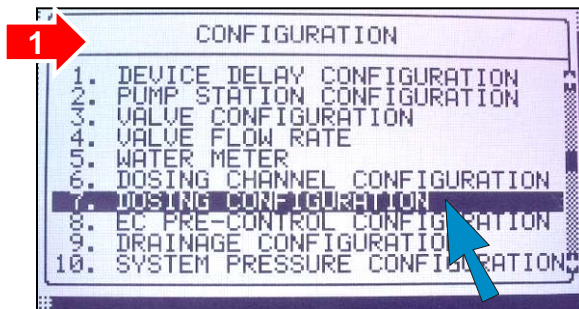 1
CONFIGURATION
1. DEVICE DELAY CONFIGURATION
2. PUMP STATION CONFIGURATION
3. VALVE CONFIGURATION
4. VALVE FLOW RATE
5. WATER METER
6. DOSING CHANNEL CONFIGURATION
7. DOSING CONFIGURATION
8. EC PRE-CONTROL CONFIGURATION
9. DRAINAGE CONFIGURATION
10. SYSTEM PRESSURE CONFIGURATION